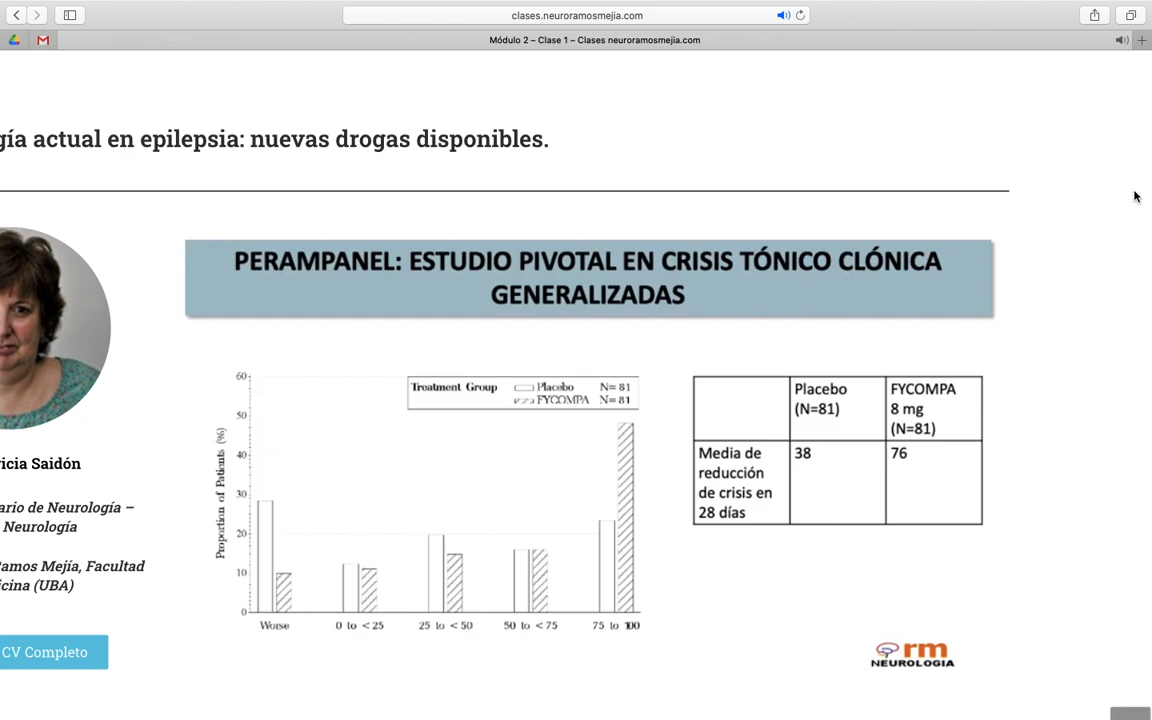 clases.neuroramosmejia.com
Módulo 2 – Clase 1 – Clases neuroramosmejia.com
gía actual en epilepsia: nuevas drogas disponibles.
PERAMPANEL: ESTUDIO PIVOTAL EN CRISIS TÓNICO CLÓNICA
GENERALIZADAS
icia Saidón
ario de Neurología –
Neurología
Ramos Mejía, Facultad
icina (UBA)
CV Completo
Proportion of Patients (%)
60
50
40
30
20
10
0
Treatment Group Placebo N= 81
FYCOMPA N= 81
Worse 0 to < 25 25 to < 50 50 to < 75 75 to 100
Placebo
(N=81)
FYCOMPA
8 mg
(N=81)
Media de
reducción
de crisis en
28 días
38
76
rm
NEUROLOGIA